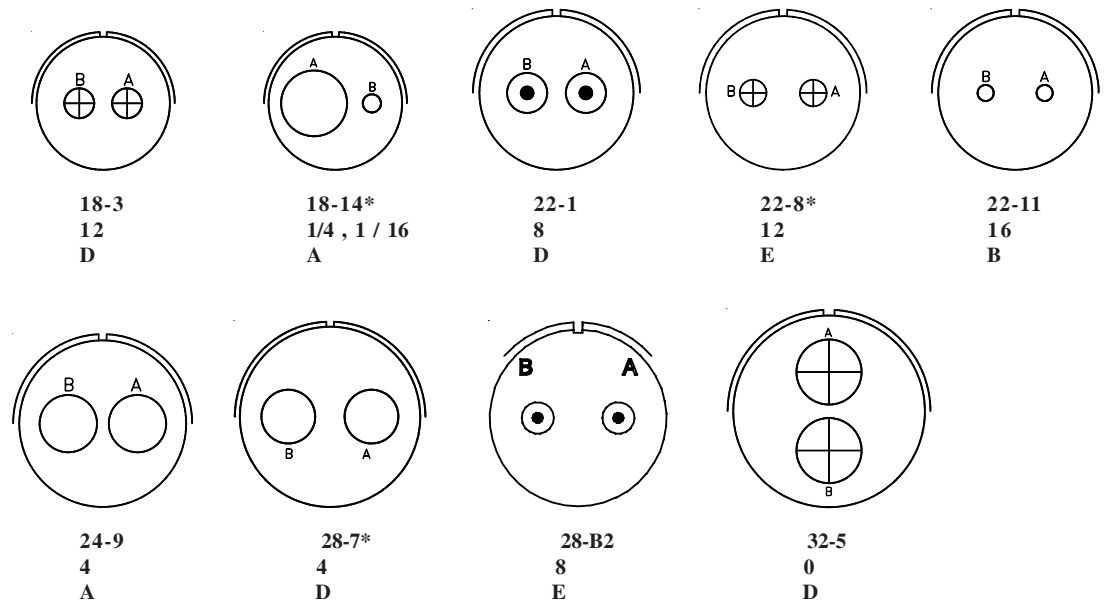 B A
A B
B A
B A
B A
18-3 18-14* 22-1 22-8* 22-11
12 1/4 , 1 / 16 8 12 16
D A D E B
B A
B A
B A
A
B
24-9 28-7* 28-B2 32-5
4 4 8 0
A D E D